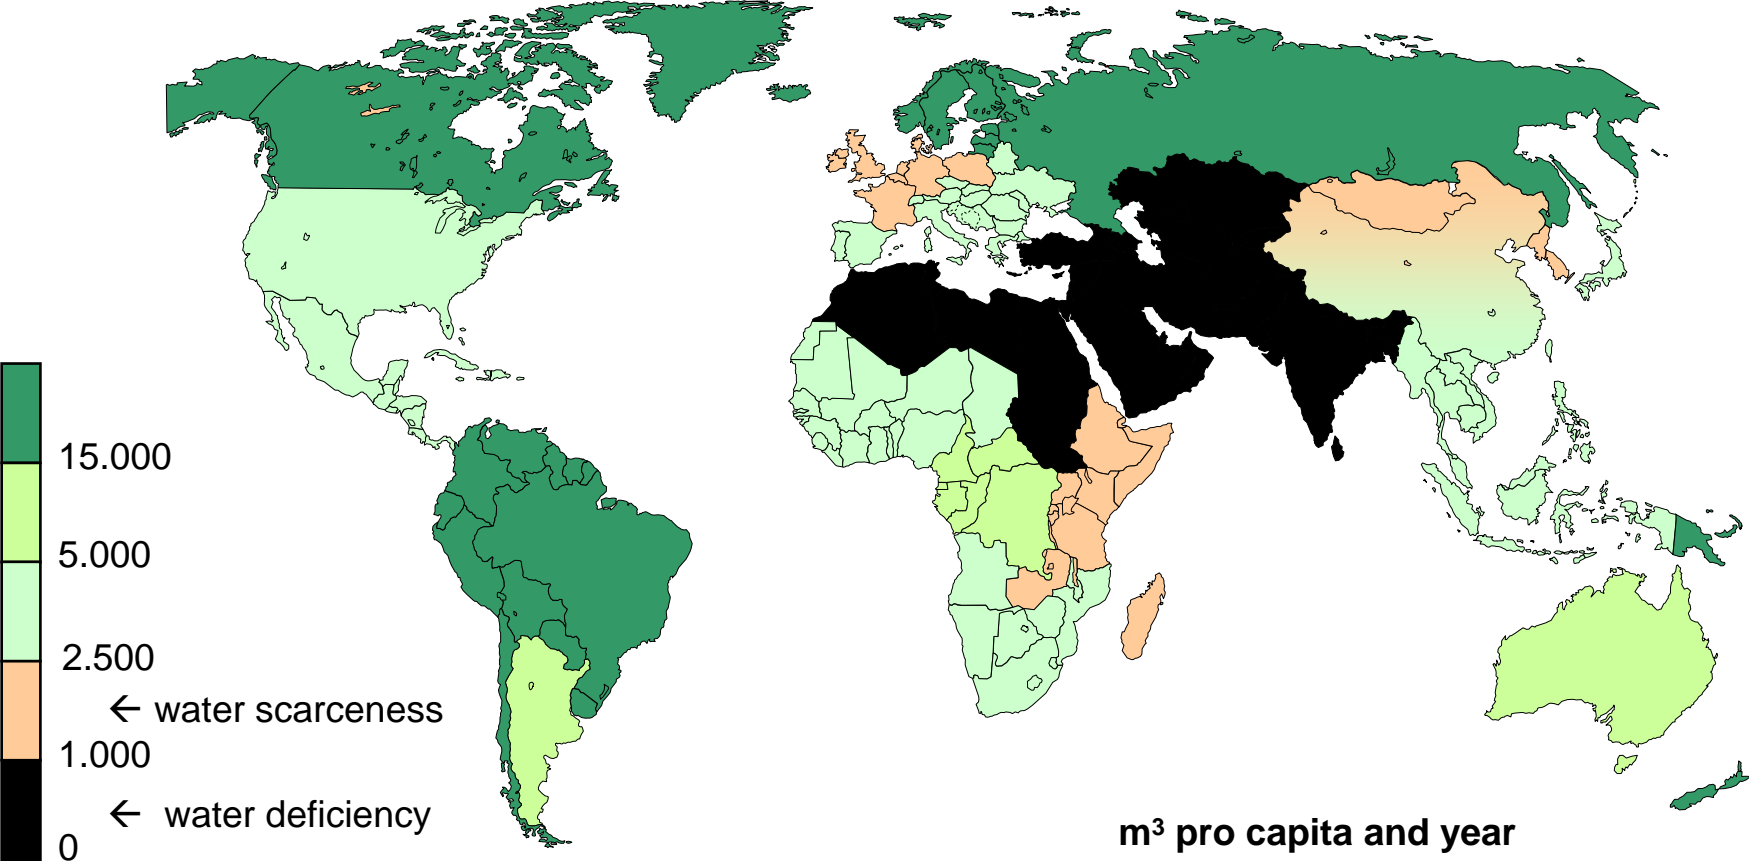 15.000
5.000
2.500
← water scarceness
1.000
← water deficiency
0
m³ pro capita and year